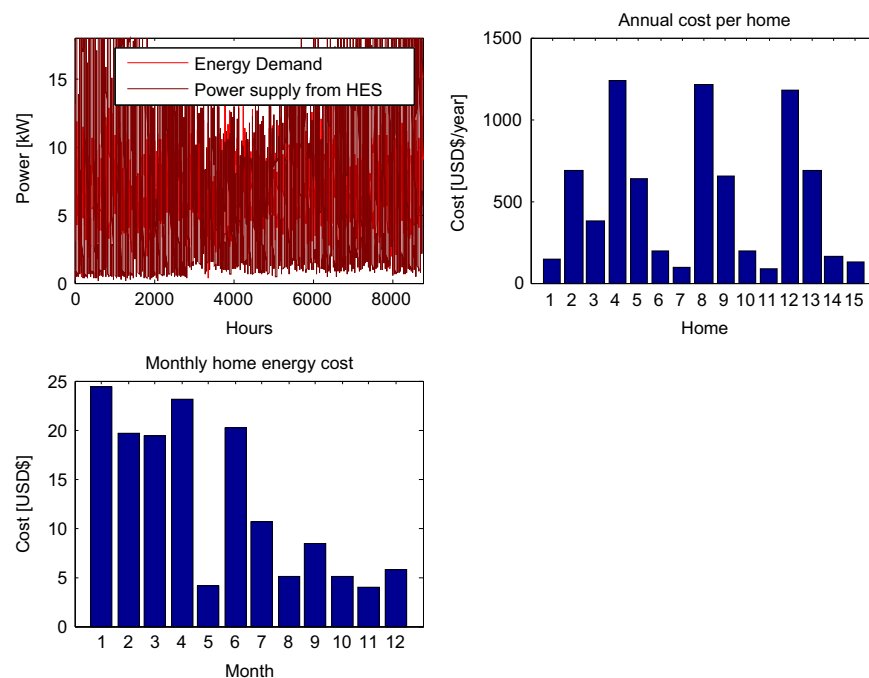 Energy Demand
Power supply from HES
15
10
5
0
Power [kW]
0 2000 4000 6000 8000
Hours
Annual cost per home
1500
1000
500
0
Cost [USD$/year]
1 2 3 4 5 6 7 8 9 10 11 12 13 14 15
Home
Monthly home energy cost
25
20
15
10
5
0
Cost [USD$]
1 2 3 4 5 6 7 8 9 10 11 12
Month